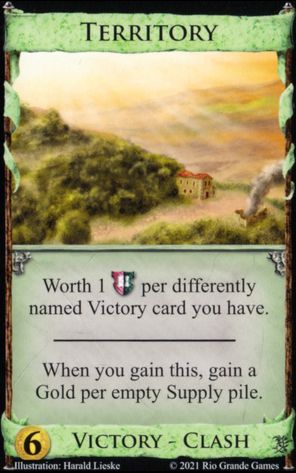 TERRITORY
Worth 1 per differently
named Victory card you have.
When you gain this, gain a
Gold per empty Supply pile.
6 VICTORY - CLASH
Illustration: Harald Lieske © 2021 Rio Grande Games